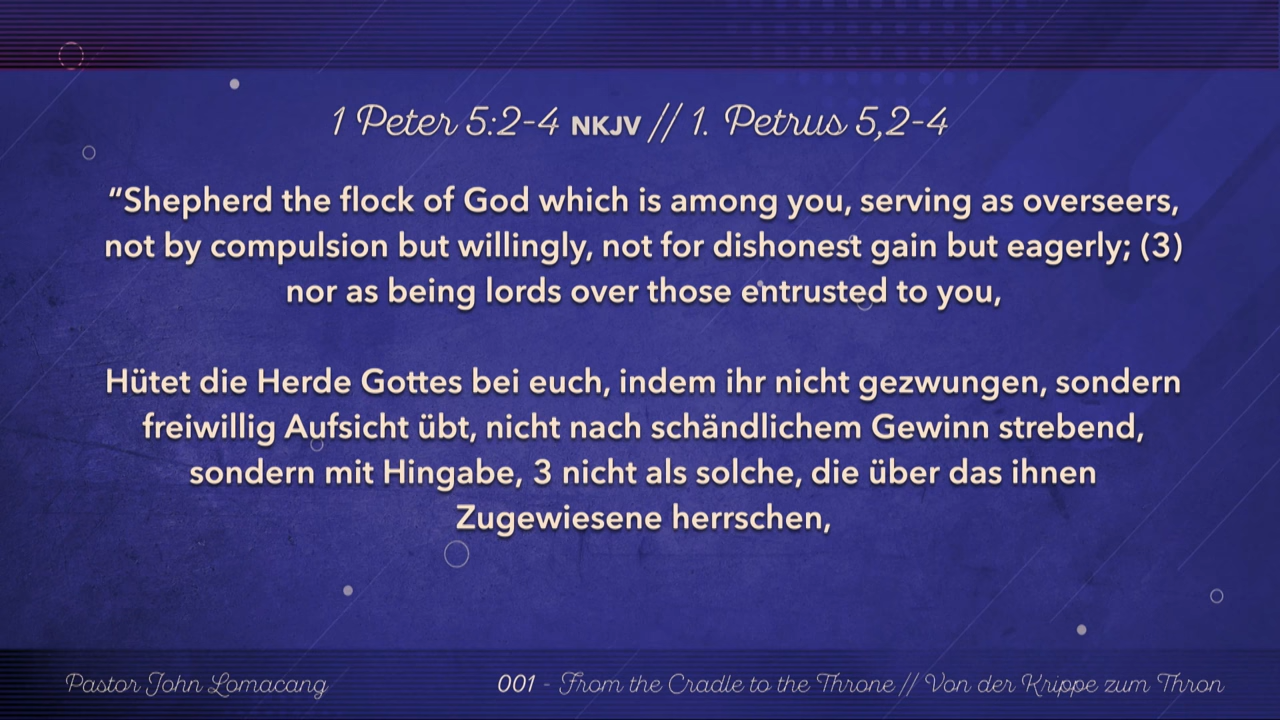 1 Peter 5:2-4 NKJV // 1. Petrus 5,2-4
“Shepherd the flock of God which is among you, serving as overseers,
not by compulsion but willingly, not for dishonest gain but eagerly; (3)
nor as being lords over those entrusted to you,
Hütet die Herde Gottes bei euch, indem ihr nicht gezwungen, sondern
freiwillig Aufsicht übt, nicht nach schändlichem Gewinn strebend,
sondern mit Hingabe, 3 nicht als solche, die über das ihnen
Zugewiesene herrschen,
Pastor John Lomacang
001 - From the Cradle to the Throne // Von der Krippe zum Thron